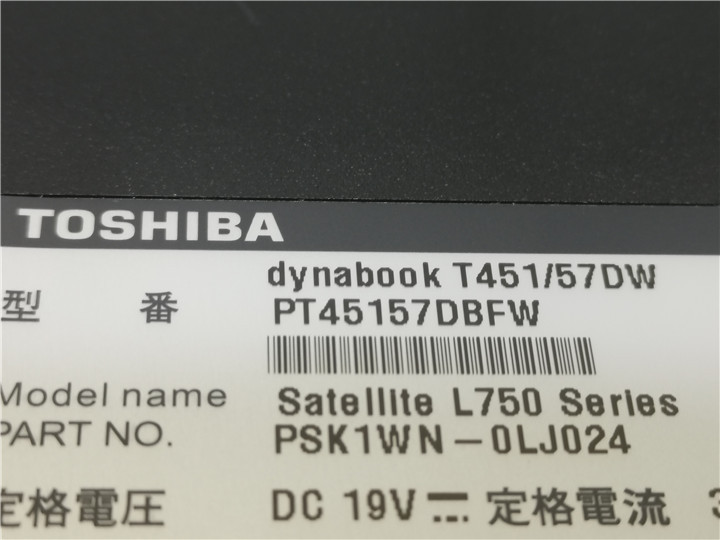 TOSHIBA
dynabook T451/57DW
型 番 PT45157DBFW
Model name Satellite L750 Series
PART NO. PSK1WN-0LJ024
定格電圧 DC 19V 定格電流